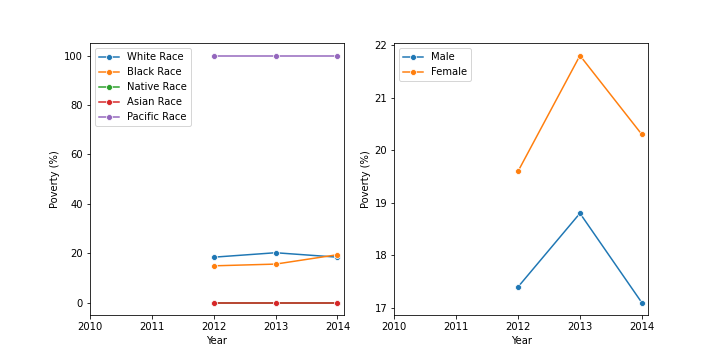 White Race
Black Race
Native Race
Asian Race
Pacific Race
100
80
60
40
20
0
Poverty (%)
2010 2011 2012 2013 2014
Year
Male
Female
22
21
20
19
18
17
Poverty (%)
2010 2011 2012 2013 2014
Year